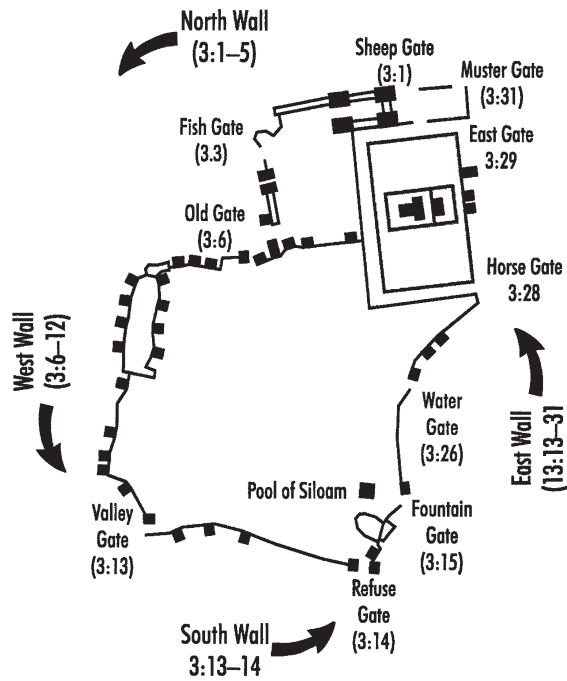 North Wall
(3:1–5)
Sheep Gate
(3:1)
Muster Gate
(3:31)
Fish Gate
(3.3)
East Gate
3:29
Old Gate
(3:6)
Horse Gate
3:28
West Wall
(3:6–12)
East Wall
(13:13–31
Water
Gate
(3:26)
Pool of Siloam
Valley
Gate
(3:13)
Fountain
Gate
(3:15)
Refuse
Gate
(3:14)
South Wall
3:13–14